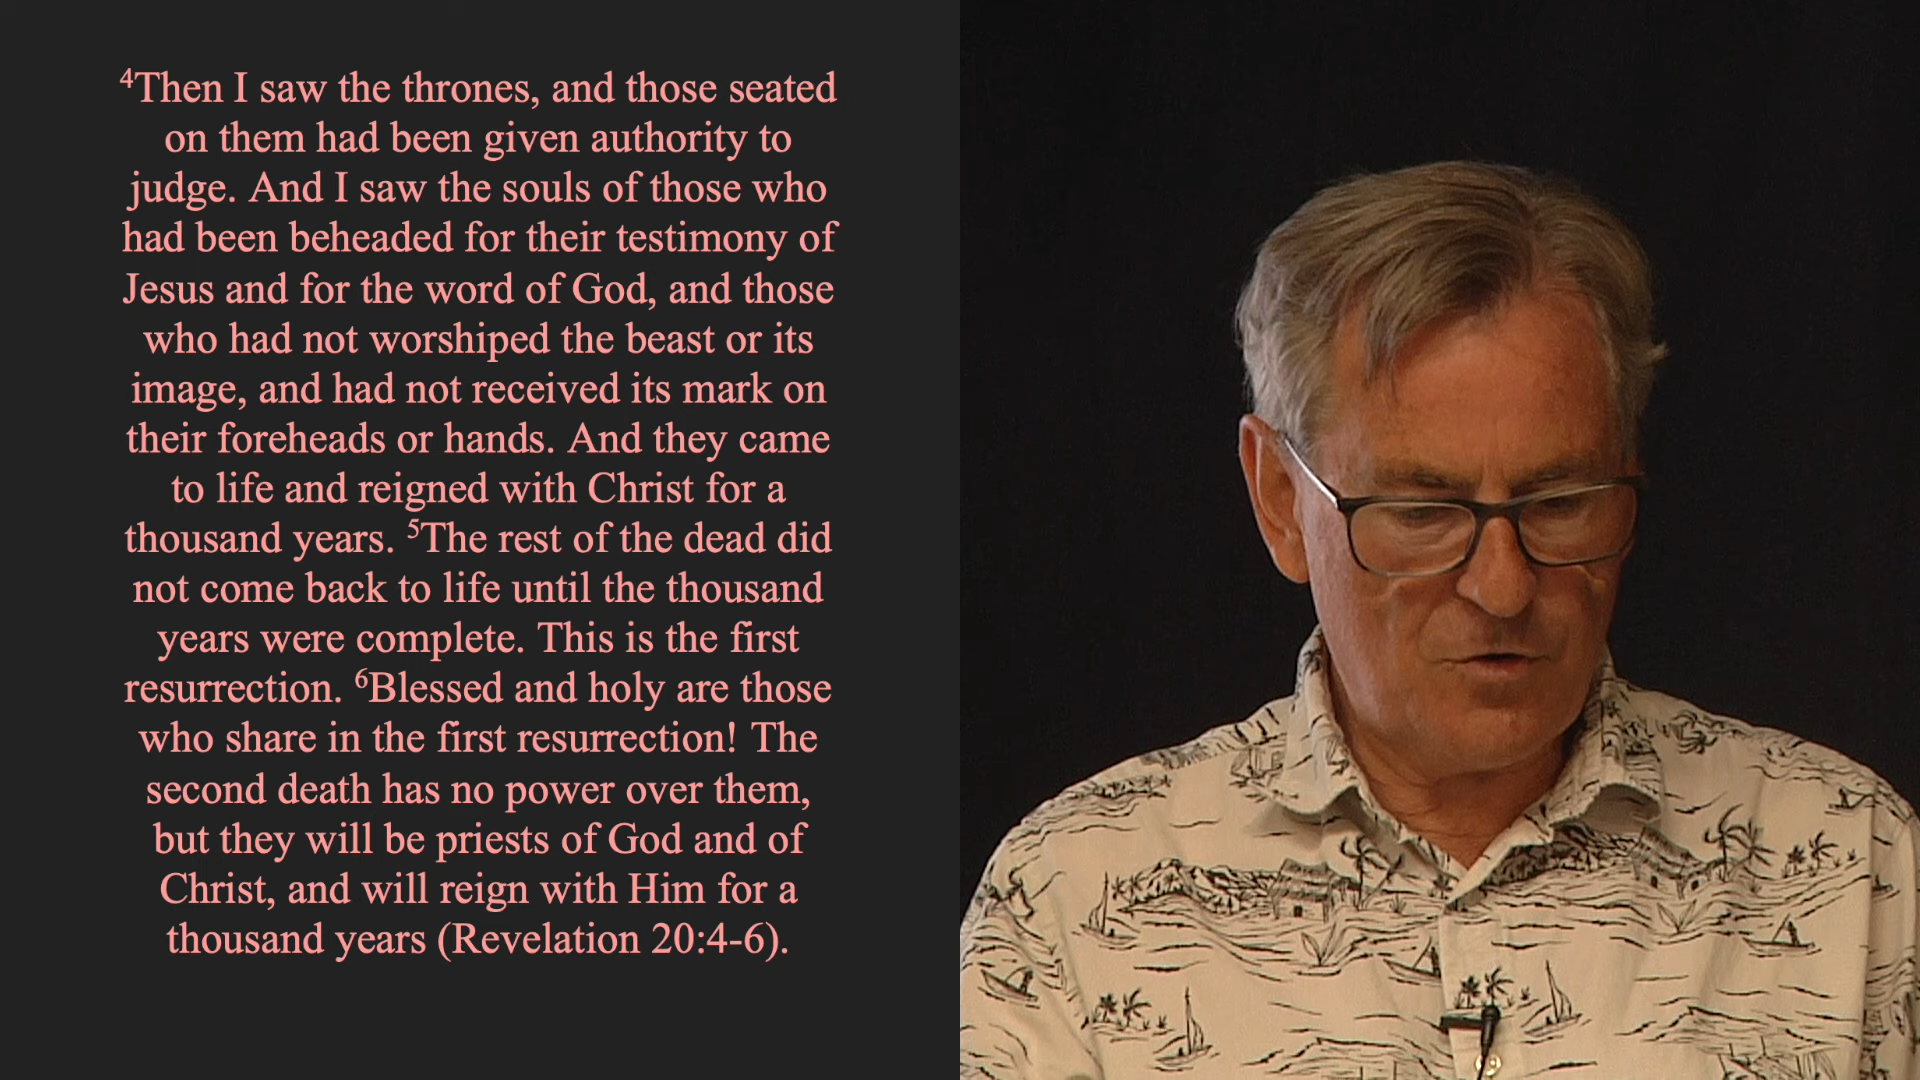 ⁴Then I saw the thrones, and those seated
on them had been given authority to
judge. And I saw the souls of those who
had been beheaded for their testimony of
Jesus and for the word of God, and those
who had not worshiped the beast or its
image, and had not received its mark on
their foreheads or hands. And they came
to life and reigned with Christ for a
thousand years. ⁵The rest of the dead did
not come back to life until the thousand
years were complete. This is the first
resurrection. ⁶Blessed and holy are those
who share in the first resurrection! The
second death has no power over them,
but they will be priests of God and of
Christ, and will reign with Him for a
thousand years (Revelation 20:4-6).